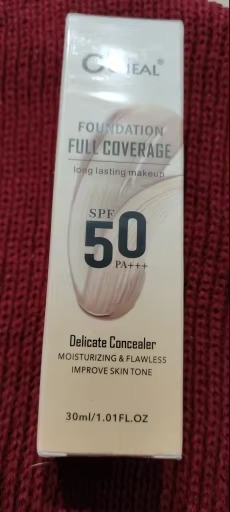 FOUNDATION
FULL COVERAGE
long lasting makeup
SPF
50
PA+++
Delicate Concealer
MOISTURIZING & FLAWLESS
IMPROVE SKIN TONE
30ml/1.01FL.OZ